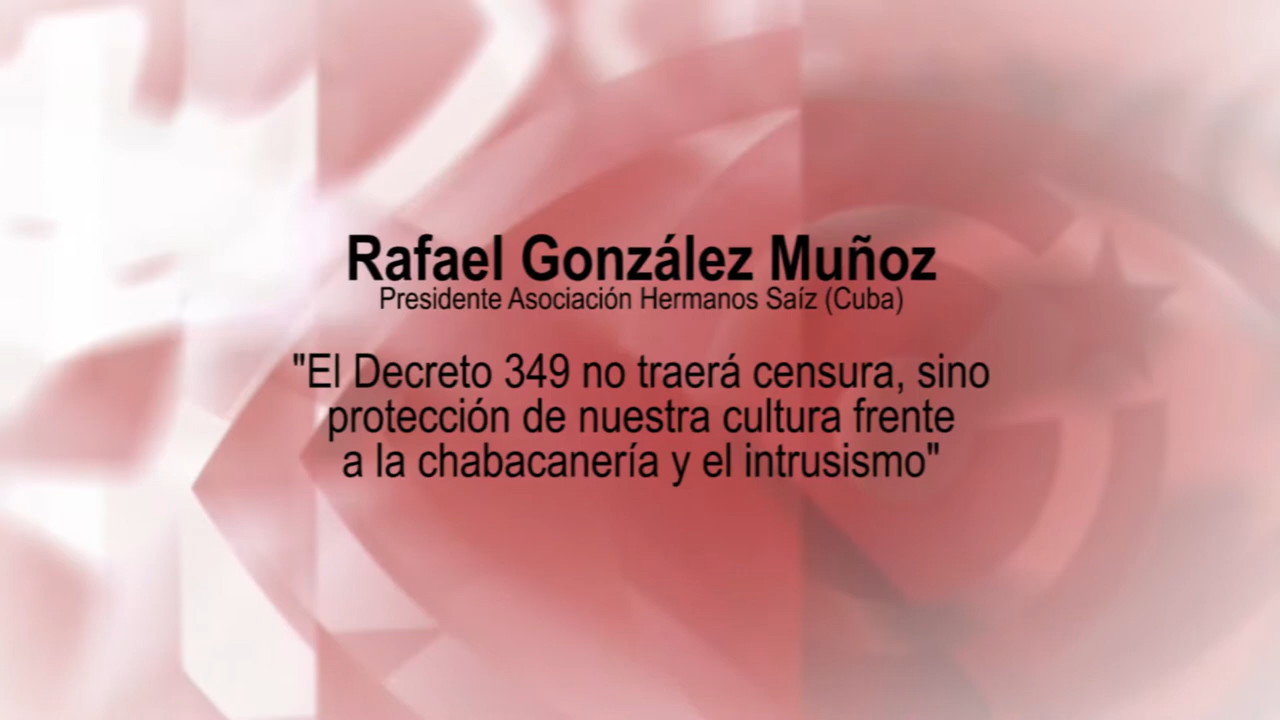 Rafael González Muñoz
Presidente Asociación Hermanos Saíz (Cuba)
"El Decreto 349 no traerá censura, sino
protección de nuestra cultura frente
a la chabacanería y el intrusismo"